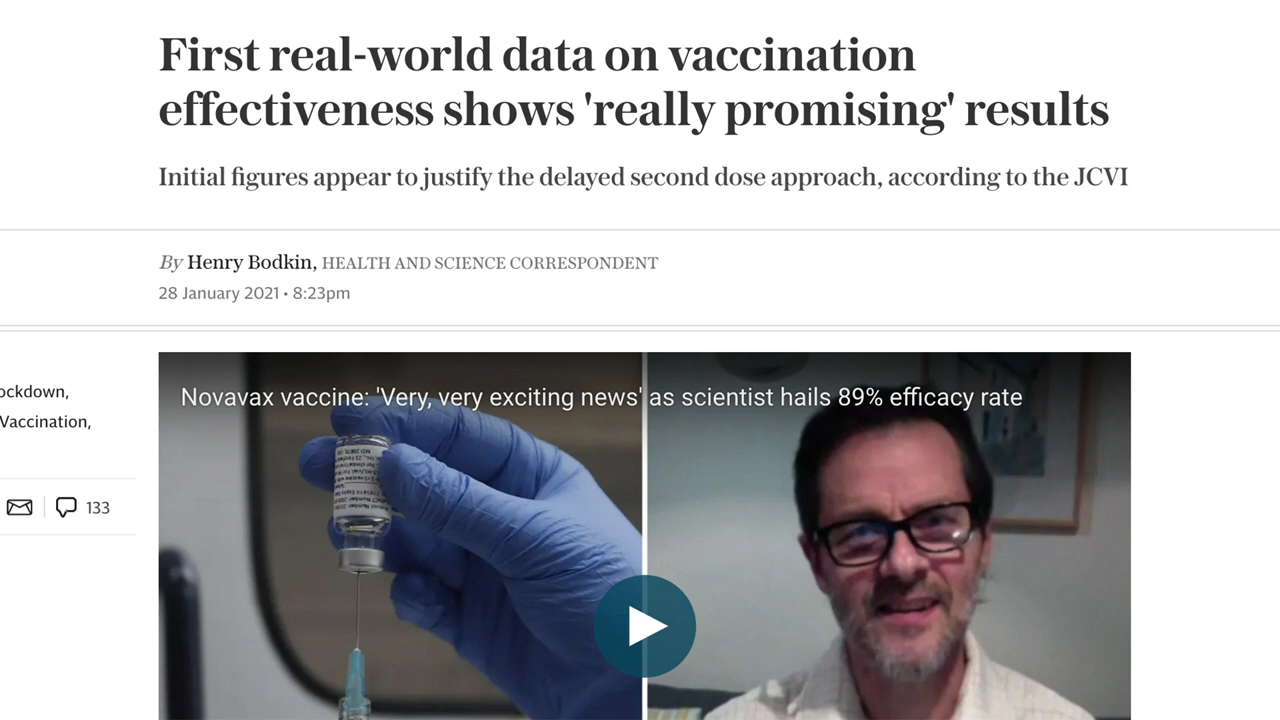 First real-world data on vaccination
effectiveness shows 'really promising' results
Initial figures appear to justify the delayed second dose approach, according to the JCVI
By Henry Bodkin, HEALTH AND SCIENCE CORRESPONDENT
28 January 2021 • 8:23pm
ockdown,
Vaccination,
133
Novavax vaccine: 'Very, very exciting news' as scientist hails 89% efficacy rate